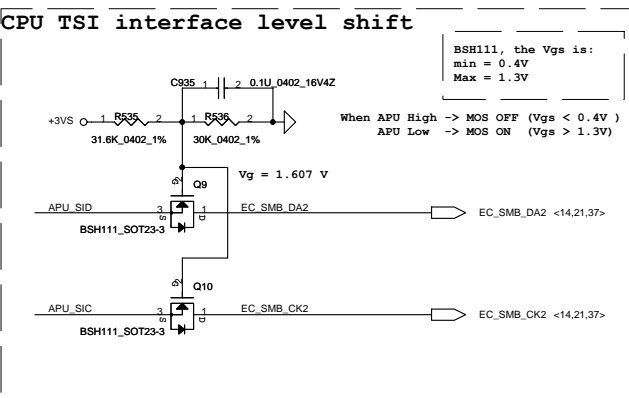 CPU TSI interface level shift
BSH111, the Vgs is:
min = 0.4V
Max = 1.3V
C935 1 2 0.1U_0402_16V4Z
+3VS 1 R535 2 1 R536 2
31.6K_0402_1% 30K_0402_1%
When APU High -> MOS OFF (Vgs < 0.4V )
APU Low -> MOS ON (Vgs > 1.3V)
Vg = 1.607 V
2 G Q9
APU_SID 3 S 1 D EC_SMB_DA2 EC_SMB_DA2 <14,21,37>
BSH111_SOT23-3
2 G Q10
APU_SIC 3 S 1 D EC_SMB_CK2 EC_SMB_CK2 <14,21,37>
BSH111_SOT23-3